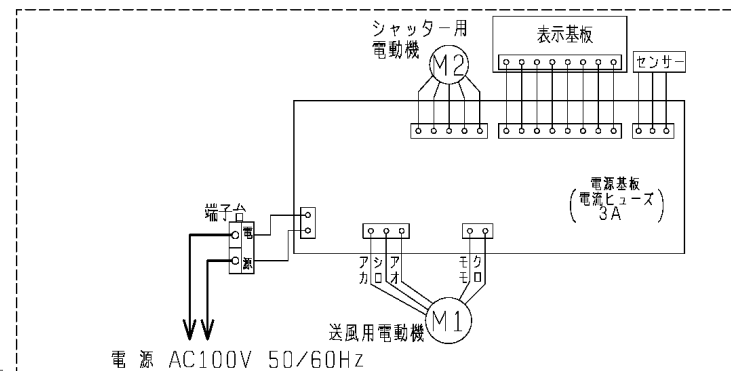 シャッター用
電動機
M2
表示基板
センサー
電源基板
(電流ヒューズ)
3A
端子台
電
源
アカ
シロ
アオ
モモ
クロ
送風用電動機
M1
電 源 AC100V 50/60Hz